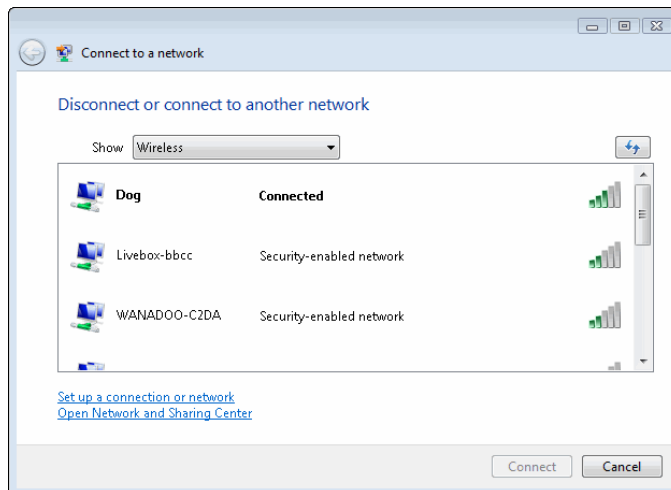 Connect to a network
Disconnect or connect to another network
Show Wireless
Dog Connected
Livebox-bbcc Security-enabled network
WANADOO-C2DA Security-enabled network
Set up a connection or network
Open Network and Sharing Center
Connect Cancel